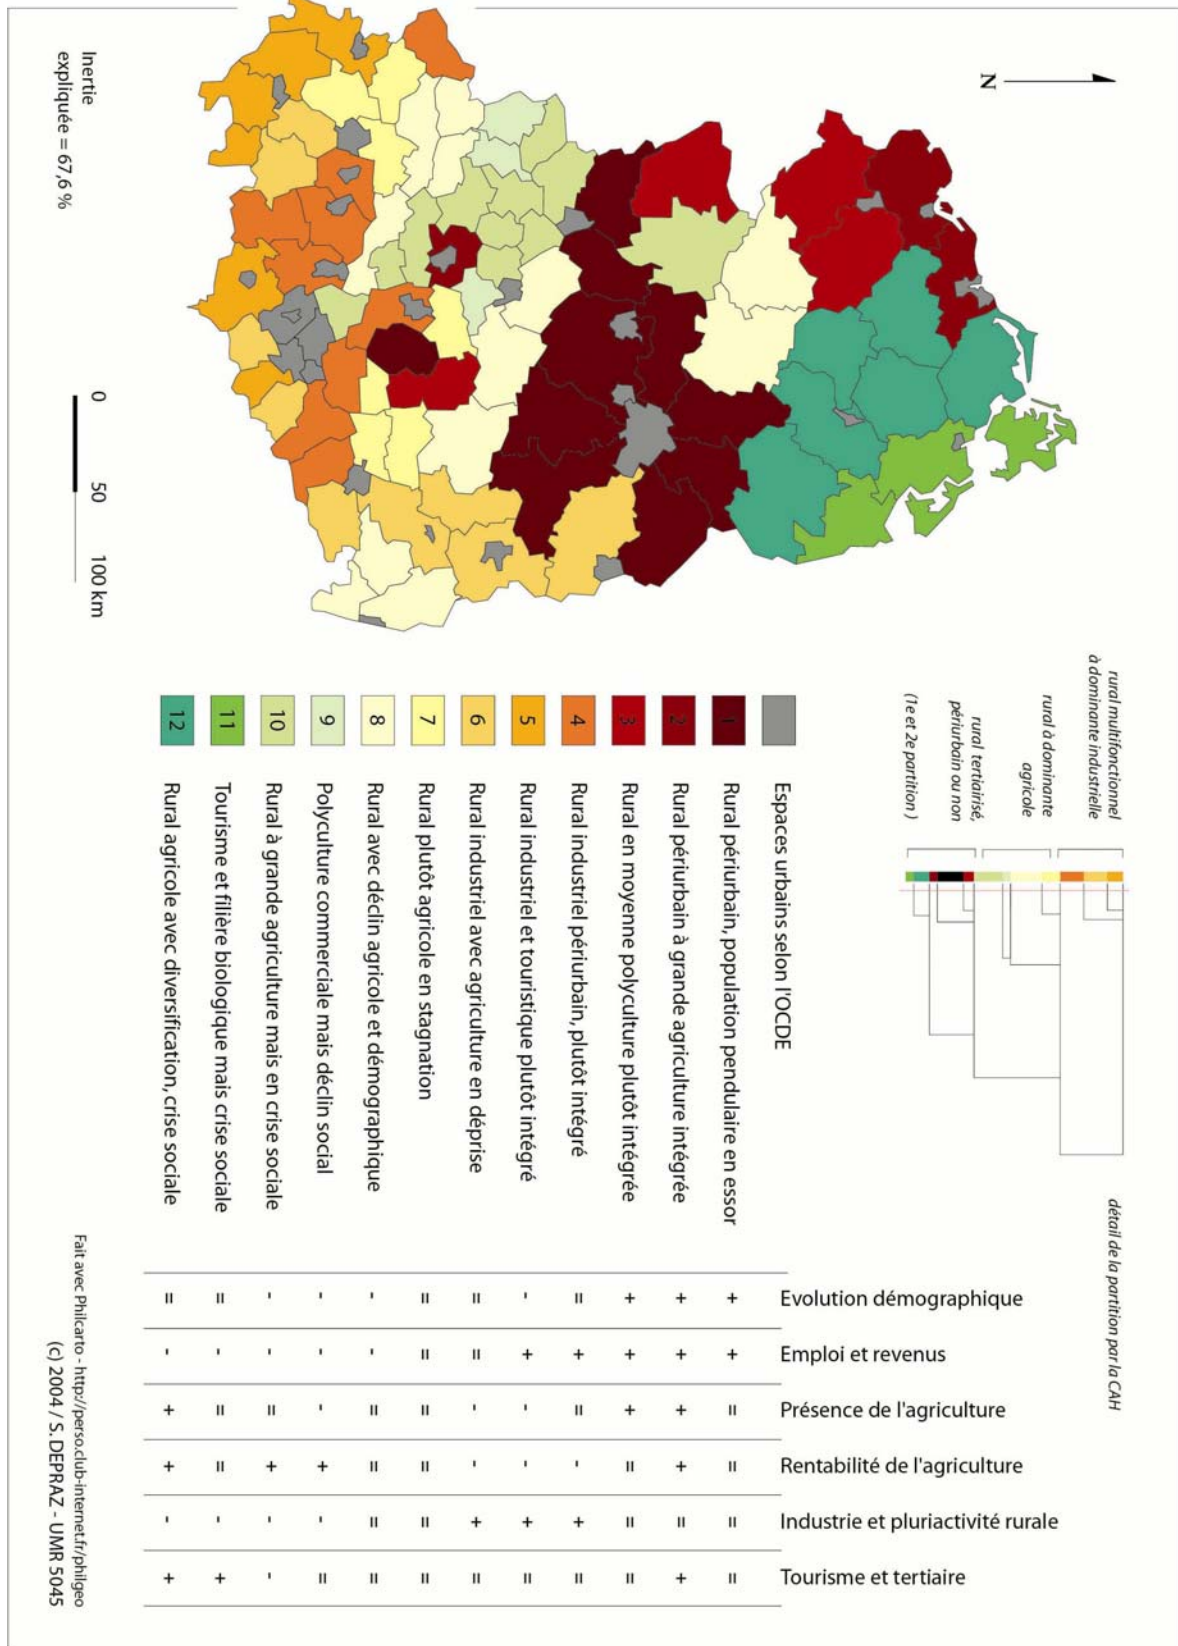 N
Inertie
expliquée = 67,6 %
0 50 100 km
rural multifonctionnel
à dominante industrielle
rural à dominante
agricole
rural tertiairisé,
périurbain ou non
(1e et 2e partition)
détail de la partition par la CAH
Evolution démographique
Emploi et revenus
Présence de l'agriculture
Rentabilité de l'agriculture
Industrie et pluriactivité rurale
Tourisme et tertiaire
Espaces urbains selon l'OCDE
1 Rural périurbain, population pendulaire en essor + + = = = =
2 Rural périurbain à grande agriculture intégrée + + + + = +
3 Rural en moyenne polyculture plutôt intégrée + + + = = =
4 Rural industriel périurbain, plutôt intégré = + = - + =
5 Rural industriel et touristique plutôt intégré - + - - + =
6 Rural industriel avec agriculture en déprise = = - - + =
7 Rural plutôt agricole en stagnation = = = = = =
8 Rural avec déclin agricole et démographique - - = = = =
9 Polyculture commerciale mais déclin social - - - + - =
10 Rural à grande agriculture mais en crise sociale - - = + - -
11 Tourisme et filière biologique mais crise sociale = - = = - +
12 Rural agricole avec diversification, crise sociale = - + + - +
Fait avec Philcarto - http://perso.club-internet.fr/philgeo
(c) 2004 / S. DEPRAZ - UMR 5045